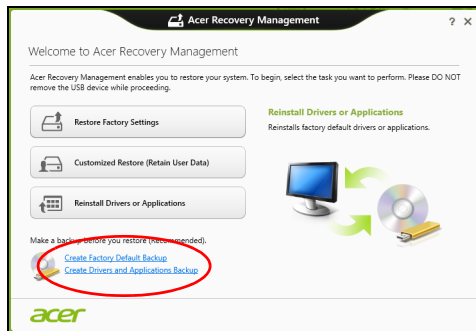 Acer Recovery Management
? X
Welcome to Acer Recovery Management
Acer Recovery Management enables you to restore your system. To begin, select the task you want to perform. Please DO NOT
remove the USB device while proceeding.
Restore Factory Settings
Customized Restore (Retain User Data)
Reinstall Drivers or Applications
Reinstall Drivers or Applications
Reinstalls factory default drivers or applications.
Make a backup before you restore (Recommended).
Create Factory Default Backup
Create Drivers and Applications Backup
acer